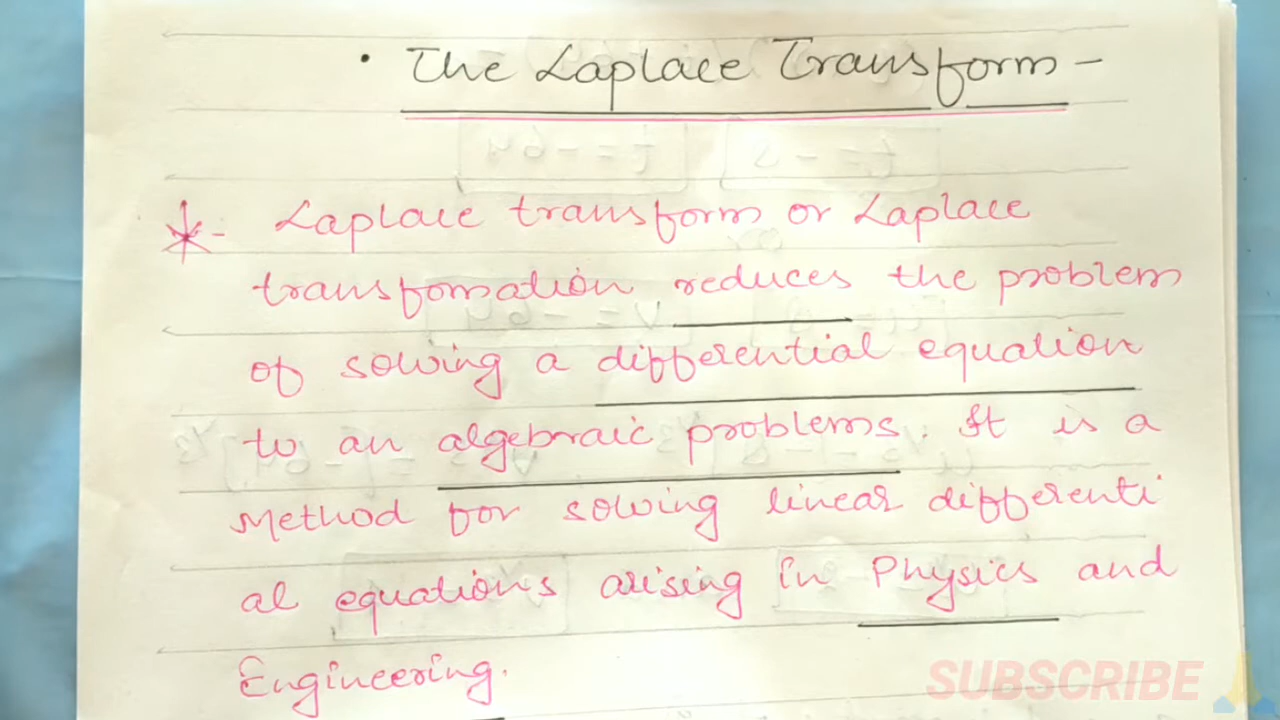 • The Laplace Transform -
*- Laplace transform or Laplace
transfomation reduces the problem
of solving a differential equation
to an algebraic problems. It is a
Method for solving linear differenti
al equations arising in Physics and
Engineering.
SUBSCRIBE